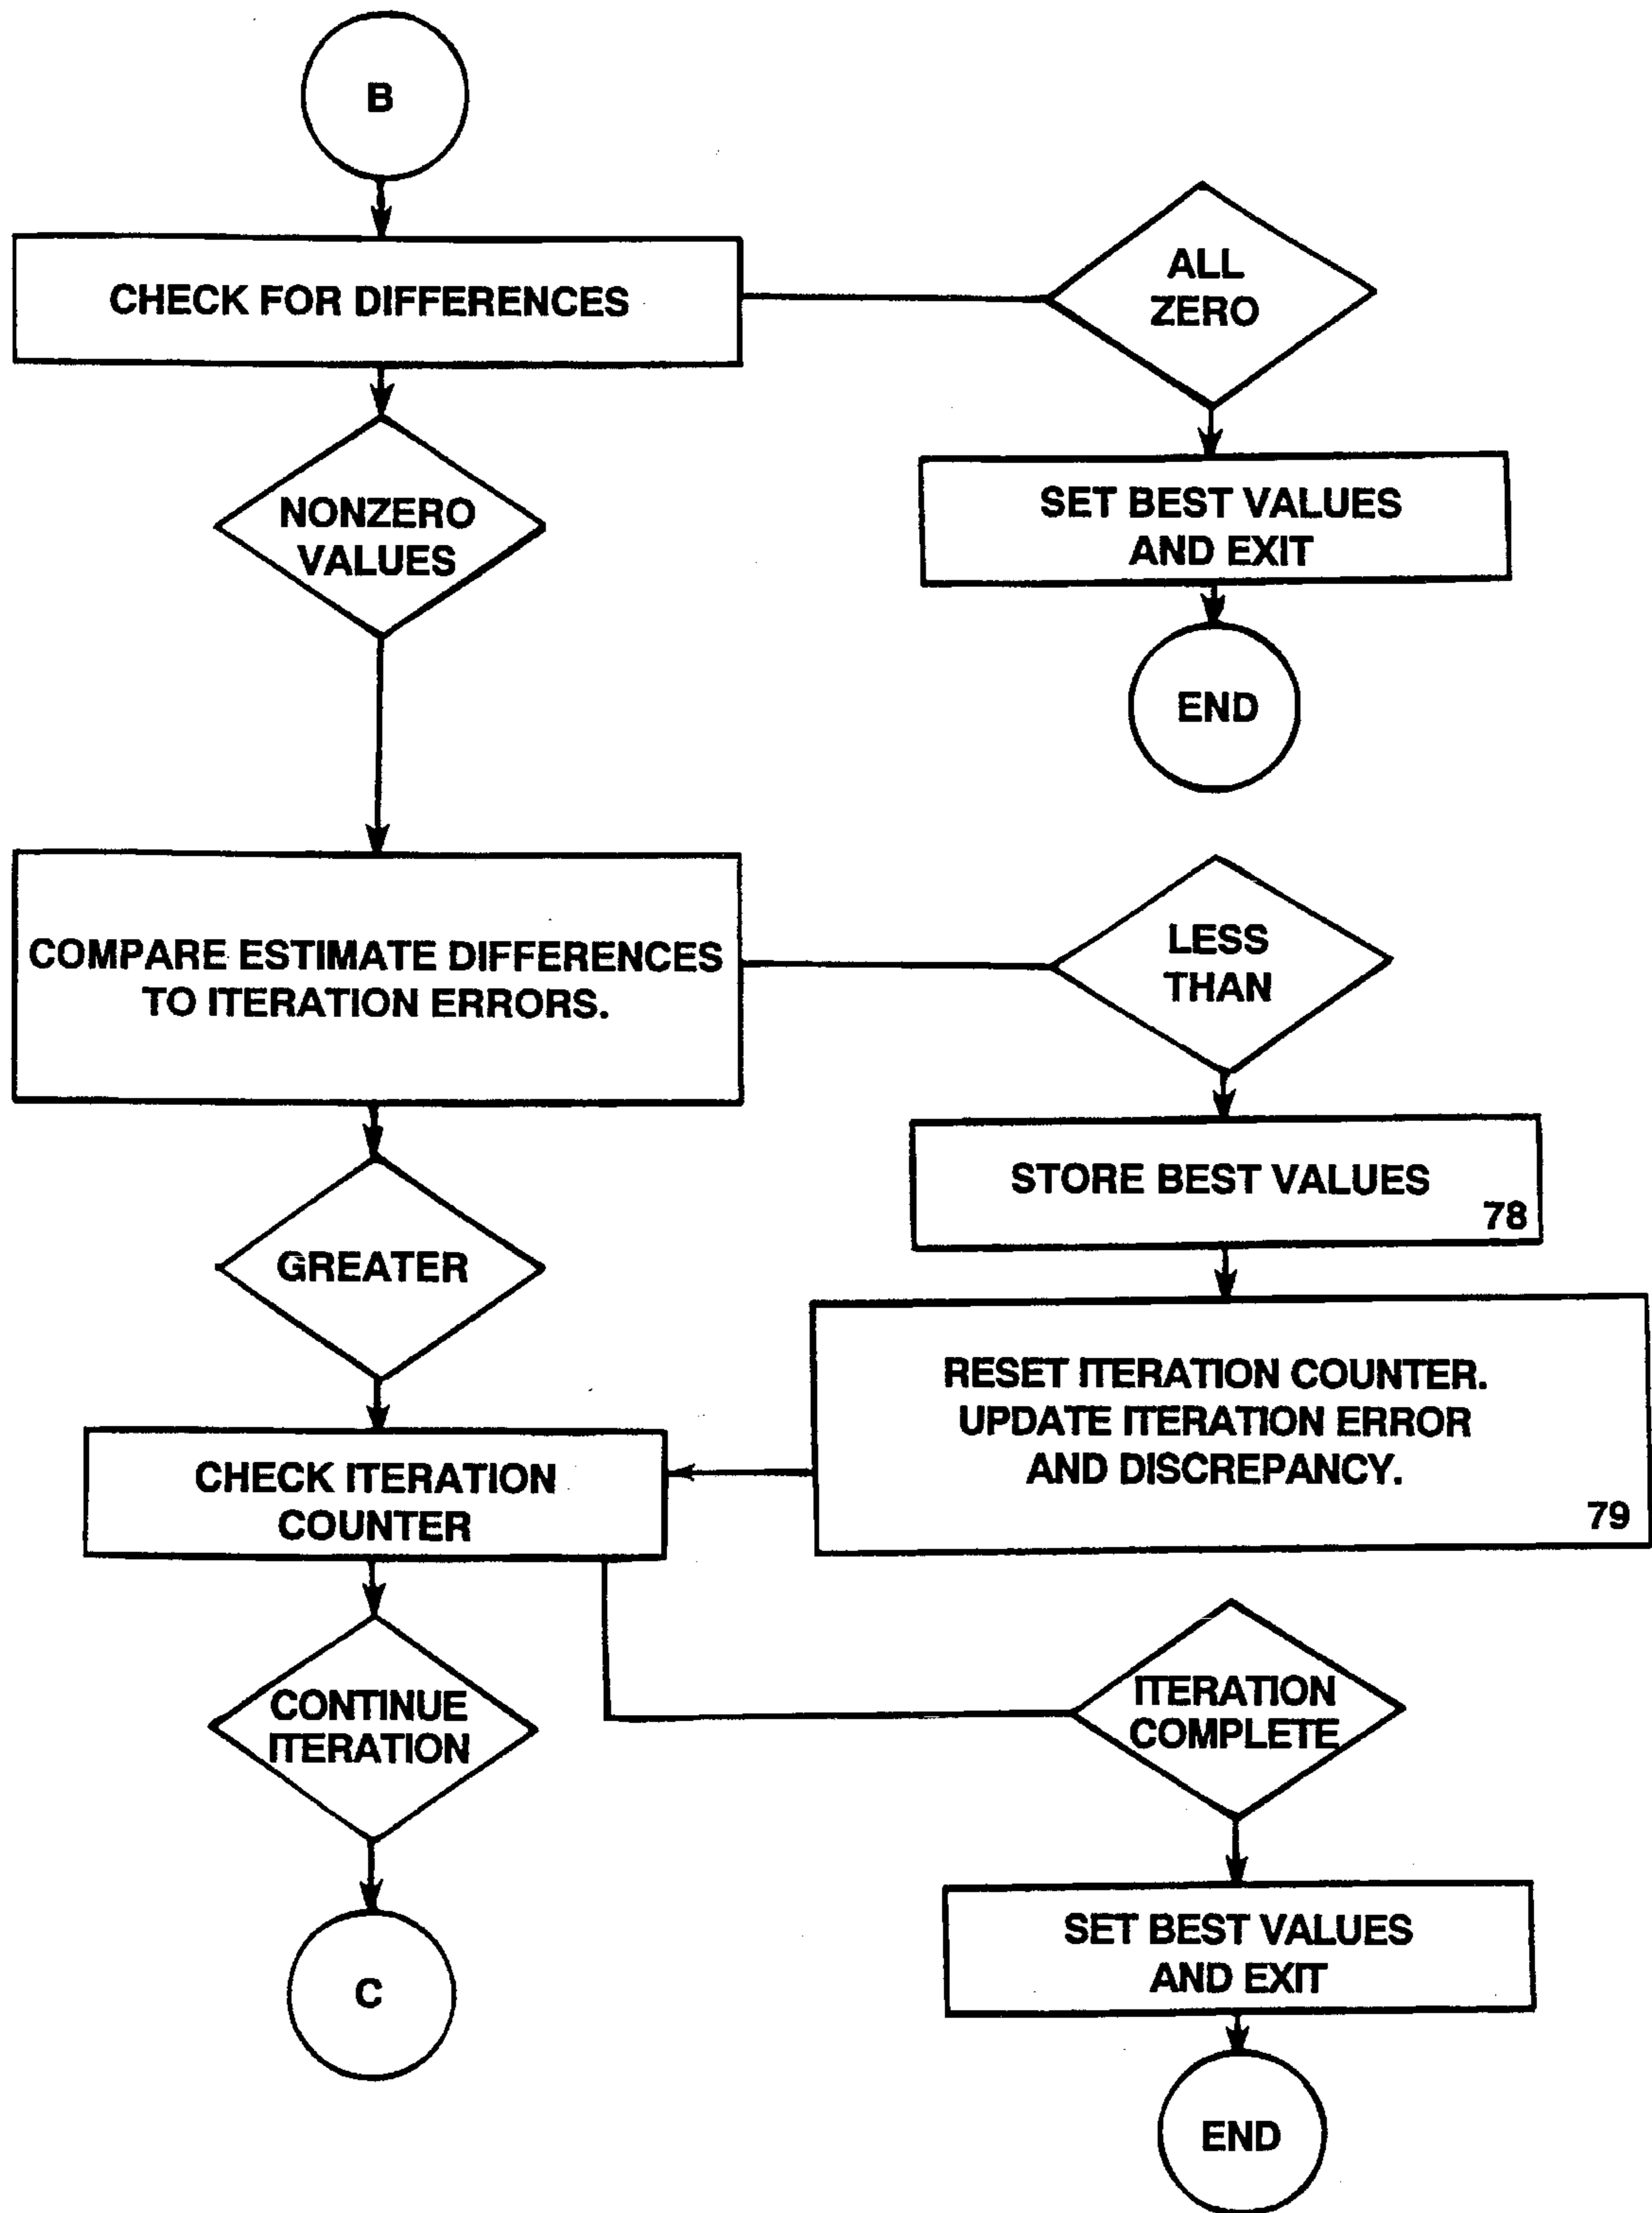 B
CHECK FOR DIFFERENCES
ALL
ZERO
NONZERO
VALUES
SET BEST VALUES
AND EXIT
END
COMPARE ESTIMATE DIFFERENCES
TO ITERATION ERRORS.
LESS
THAN
STORE BEST VALUES
78
GREATER
RESET ITERATION COUNTER.
UPDATE ITERATION ERROR
AND DISCREPANCY.
79
CHECK ITERATION
COUNTER
CONTINUE
ITERATION
ITERATION
COMPLETE
C
SET BEST VALUES
AND EXIT
END